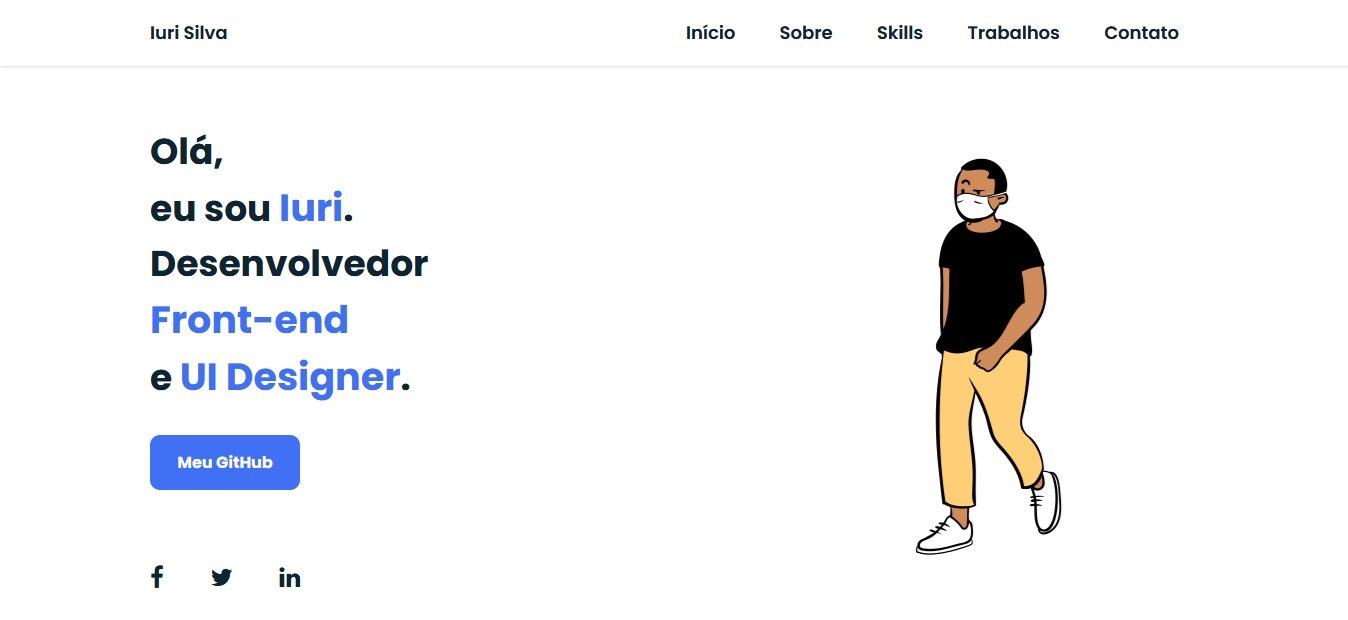 Iuri Silva
Início Sobre Skills Trabalhos Contato
Olá,
eu sou Iuri.
Desenvolvedor
Front-end
e UI Designer.
Meu GitHub